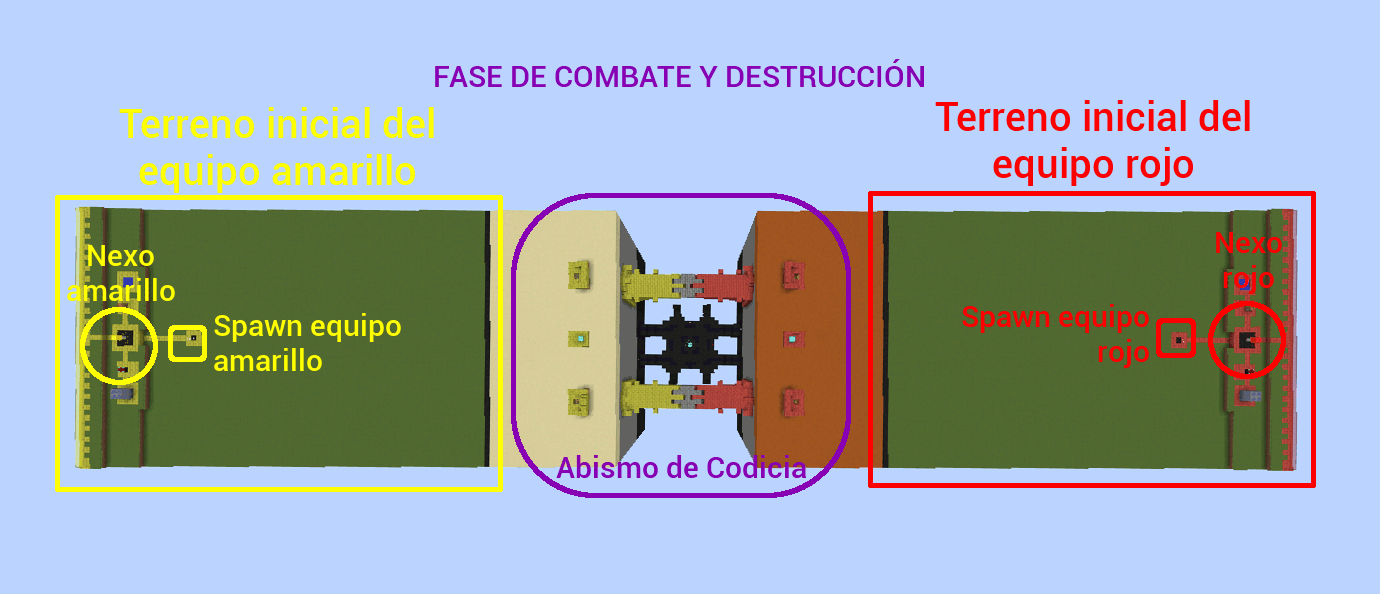 FASE DE COMBATE Y DESTRUCCIÓN
Terreno inicial del
equipo amarillo
Terreno inicial del
equipo rojo
Nexo
amarillo
Spawn equipo
amarillo
Nexo
rojo
Spawn equipo
rojo
Abismo de Codicia